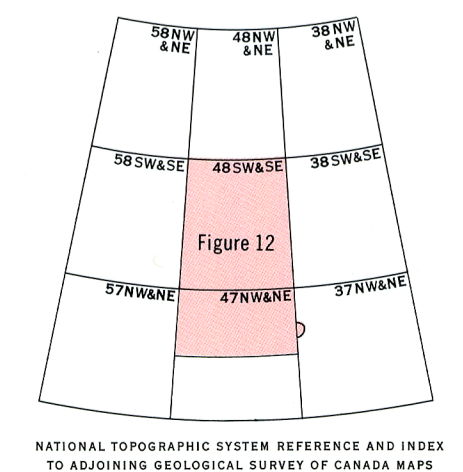 58NW
& NE
48NW
& NE
38NW
& NE
58SW&SE
48SW&SE
38SW&SE
Figure 12
57NW&NE
47NW&NE
37NW&NE
NATIONAL TOPOGRAPHIC SYSTEM REFERENCE AND INDEX
TO ADJOINING GEOLOGICAL SURVEY OF CANADA MAPS